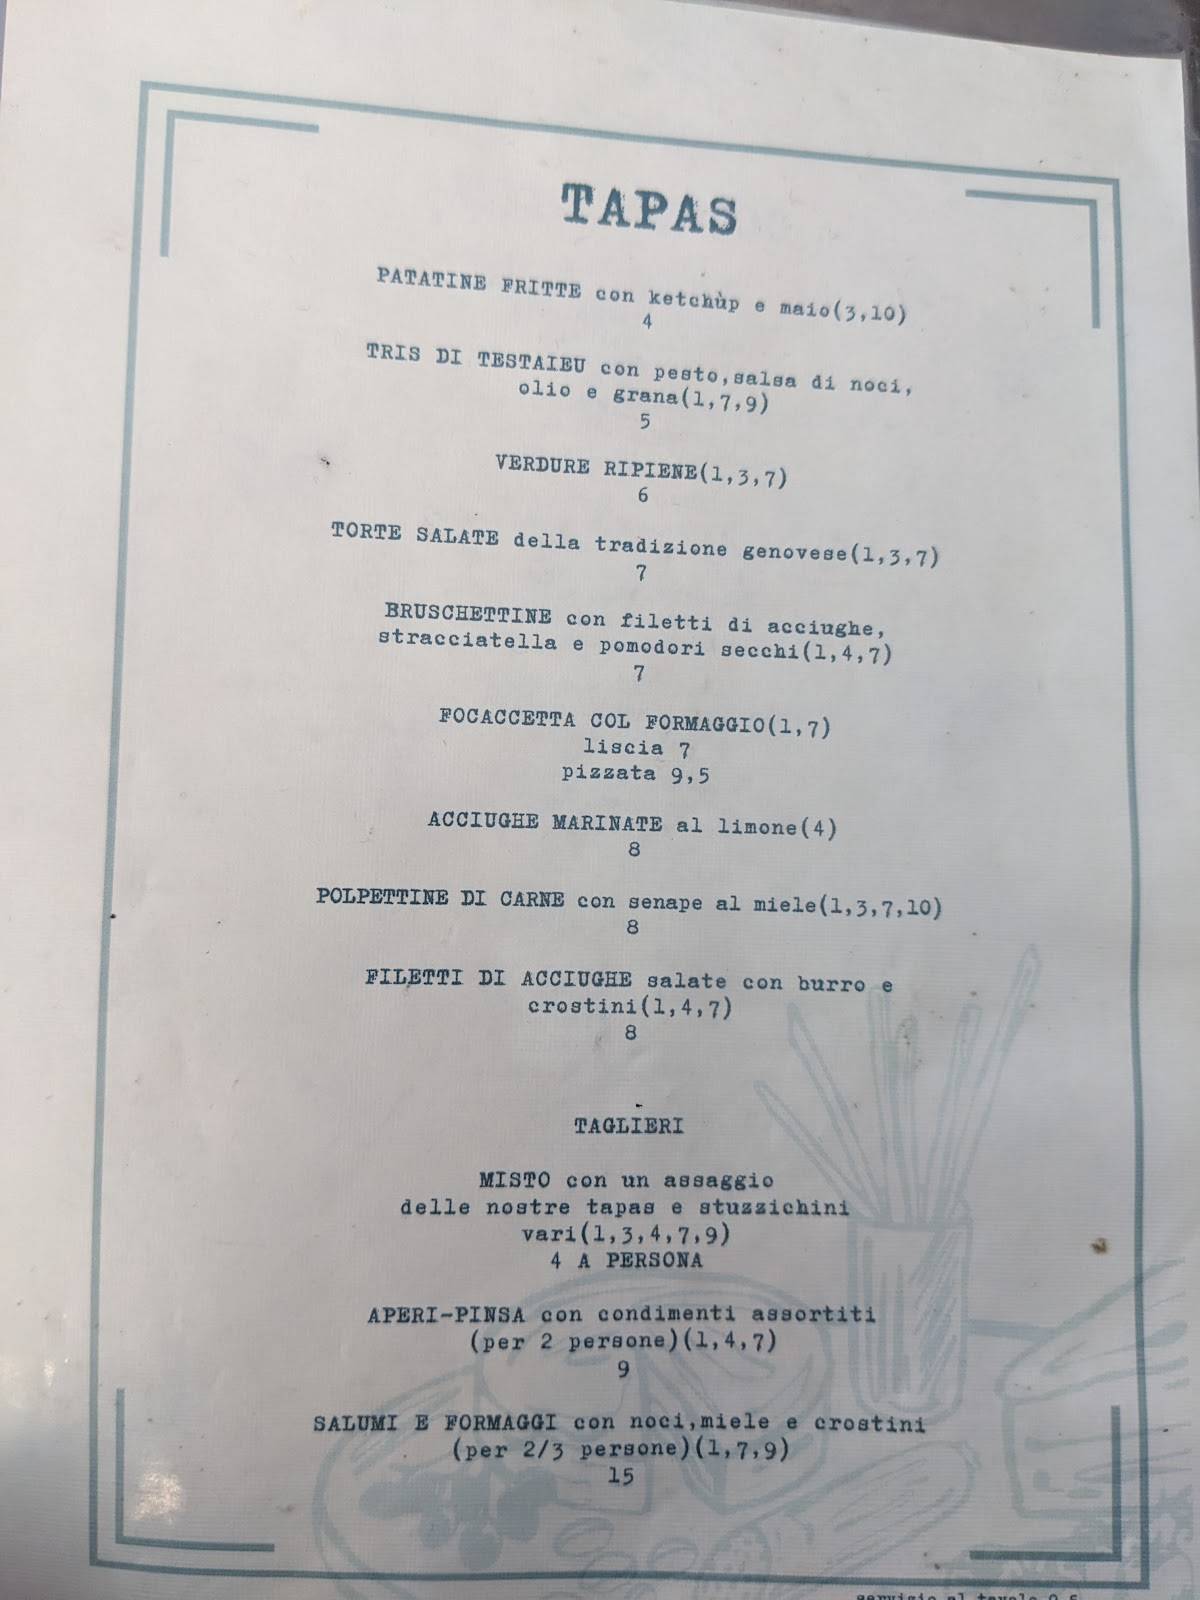 TAPAS
PATATINE FRITTE con ketchùp e maio(3,10)
4
TRIS DI TESTAIEU con pesto,salsa di noci,
olio e grana(1,7,9)
5
VERDURE RIPIENE(1,3,7)
6
TORTE SALATE della tradizione genovese(1,3,7)
7
BRUSCHETTINE con filetti di acciughe,
stracciatella e pomodori secchi(1,4,7)
7
FOCACCETTA COL FORMAGGIO(1,7)
liscia 7
pizzata 9,5
ACCIUGHE MARINATE al limone(4)
8
POLPETTINE DI CARNE con senape al miele(1,3,7,10)
8
FILETTI DI ACCIUGHE salate con burro e
crostini(1,4,7)
8
TAGLIERI
MISTO con un assaggio
delle nostre tapas e stuzzichini
vari(1,3,4,7,9)
4 A PERSONA
APERI-PINSA con condimenti assortiti
(per 2 persone)(1,4,7)
9
SALUMI E FORMAGGI con noci,miele e crostini
(per 2/3 persone)(1,7,9)
15
servizio al tavolo